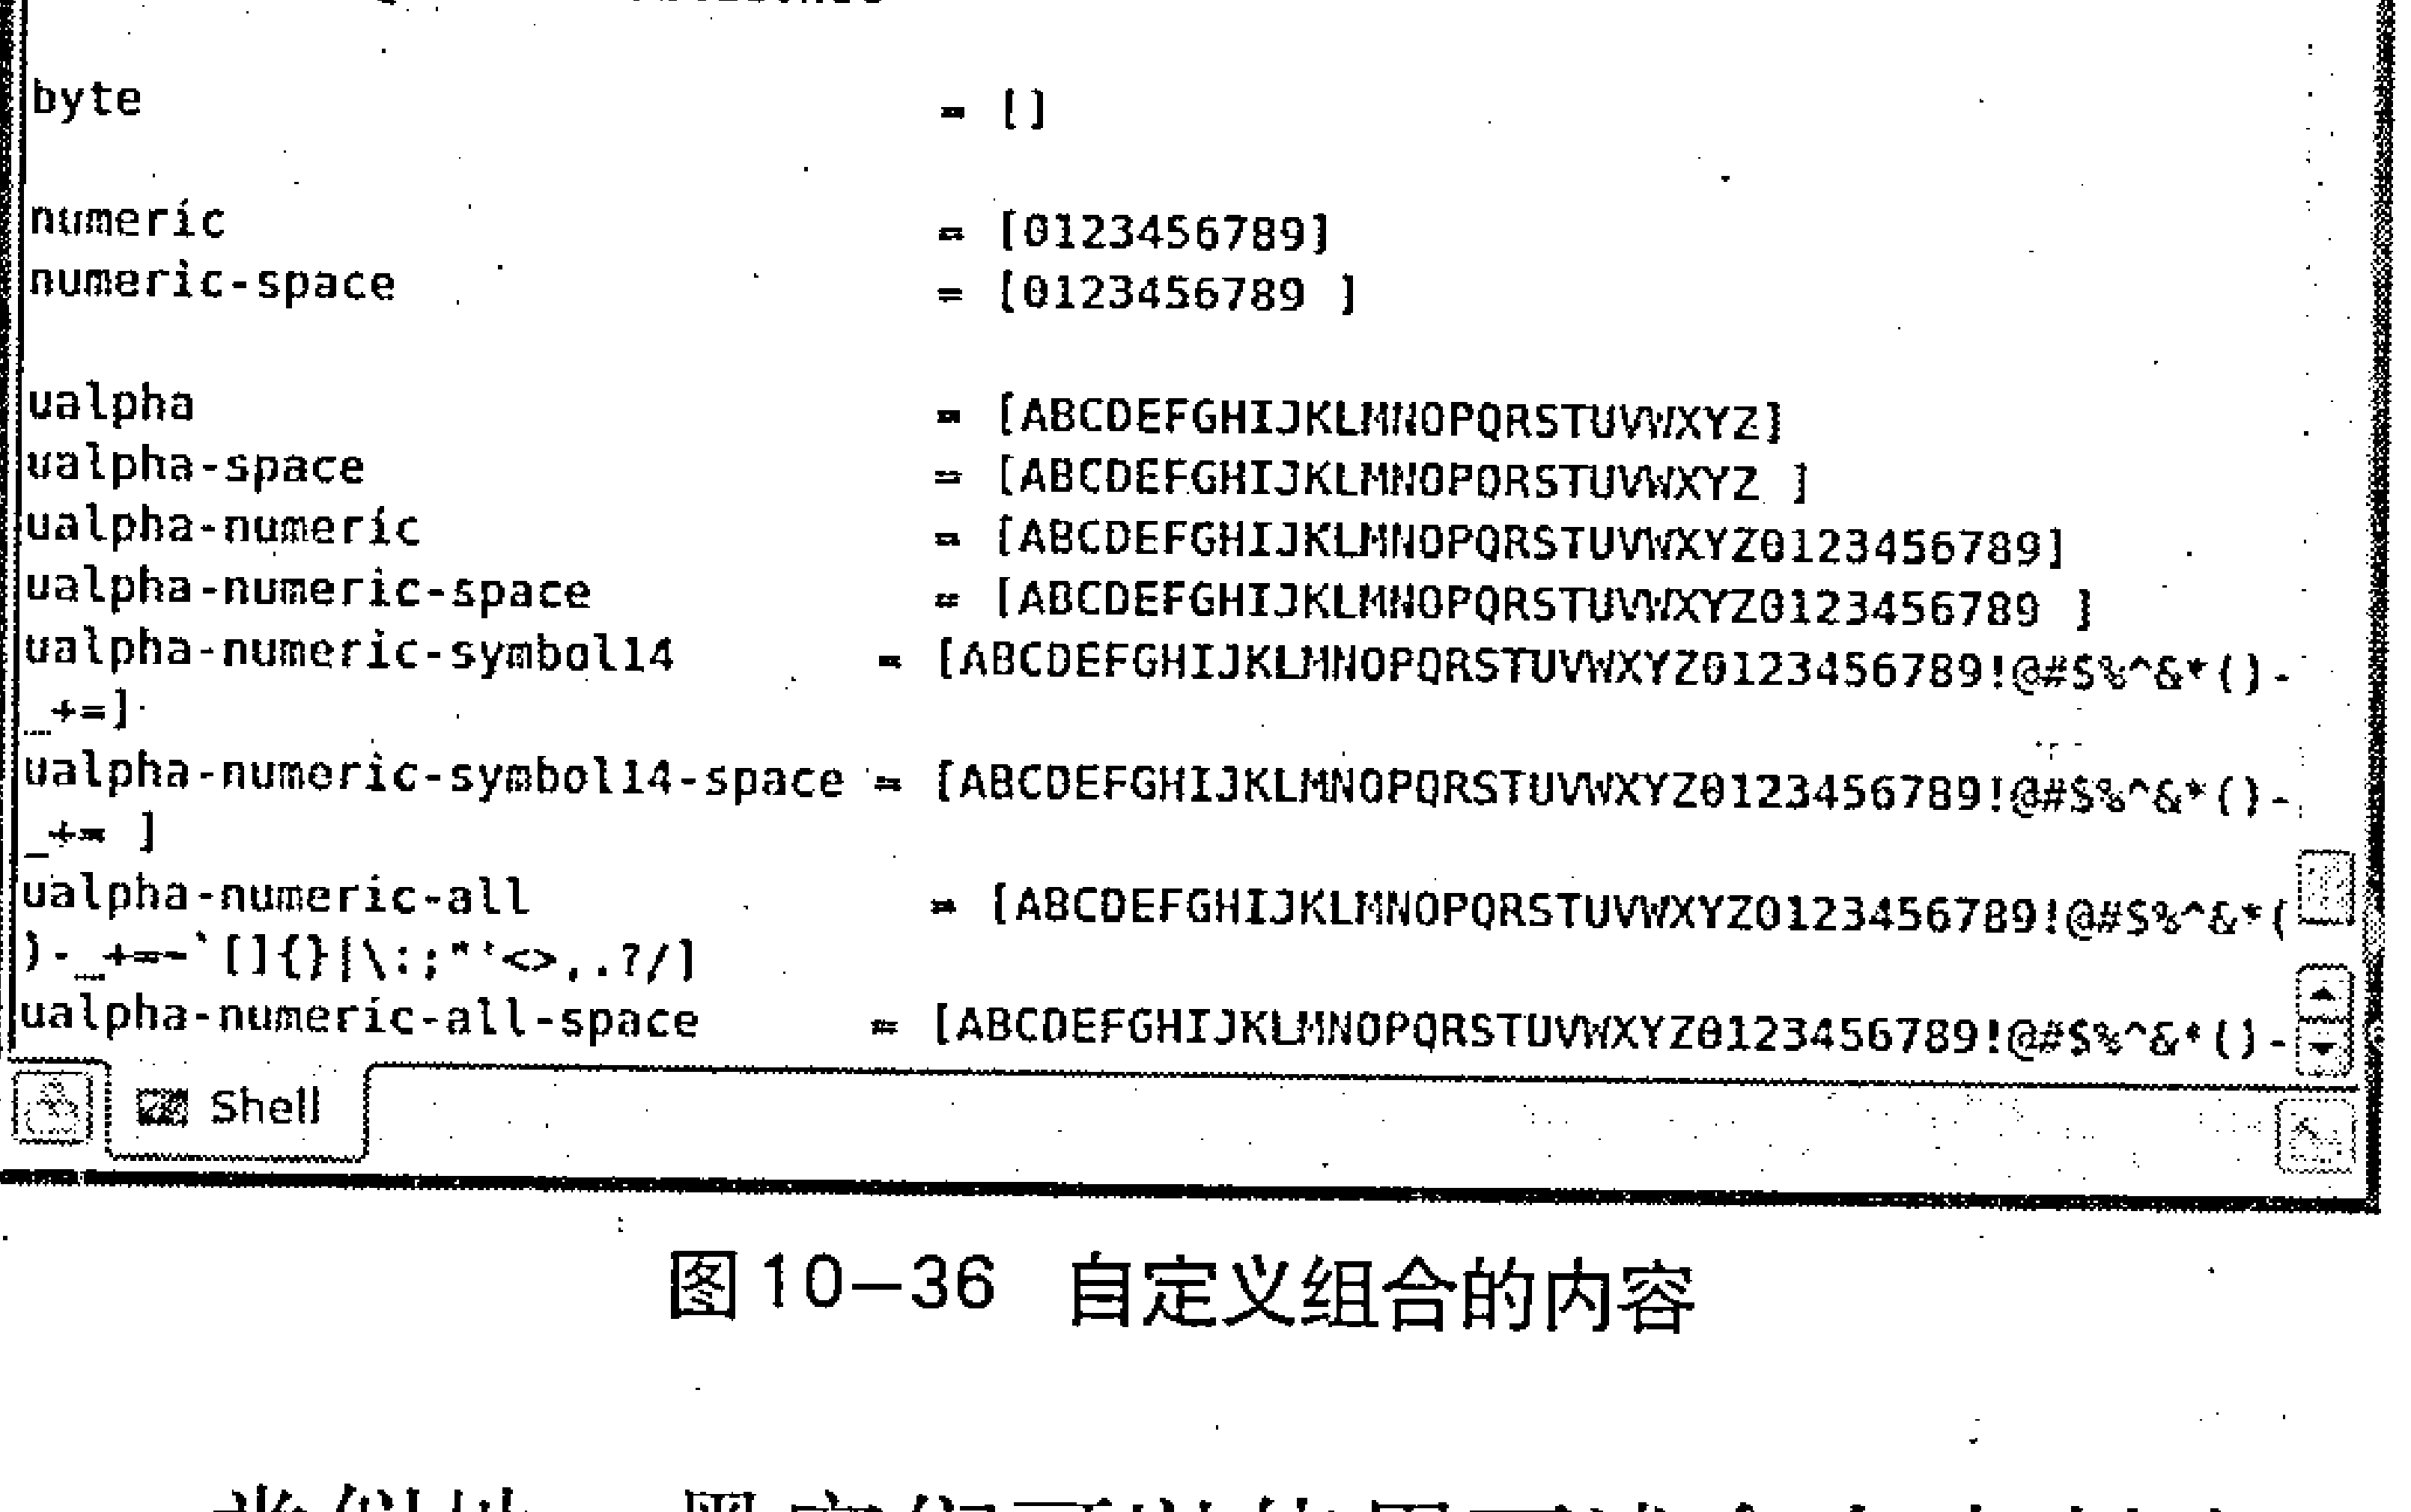 byte = []
numeric = [0123456789]
numeric-space = [0123456789 ]
ualpha = [ABCDEFGHIJKLMNOPQRSTUVWXYZ]
ualpha-space = [ABCDEFGHIJKLMNOPQRSTUVWXYZ ]
ualpha-numeric = [ABCDEFGHIJKLMNOPQRSTUVWXYZ0123456789]
ualpha-numeric-space = [ABCDEFGHIJKLMNOPQRSTUVWXYZ0123456789 ]
ualpha-numeric-symbol14 = [ABCDEFGHIJKLMNOPQRSTUVWXYZ0123456789!@#$%^&*()-
_+=]
ualpha-numeric-symbol14-space = [ABCDEFGHIJKLMNOPQRSTUVWXYZ0123456789!@#$%^&*()-
_+= ]
ualpha-numeric-all = [ABCDEFGHIJKLMNOPQRSTUVWXYZ0123456789!@#$%^&*(
)-_+=~`[]{}|\:;"'<>,.?/]
ualpha-numeric-all-space = [ABCDEFGHIJKLMNOPQRSTUVWXYZ0123456789!@#$%^&*()-
Shell
图10-36 自定义组合的内容